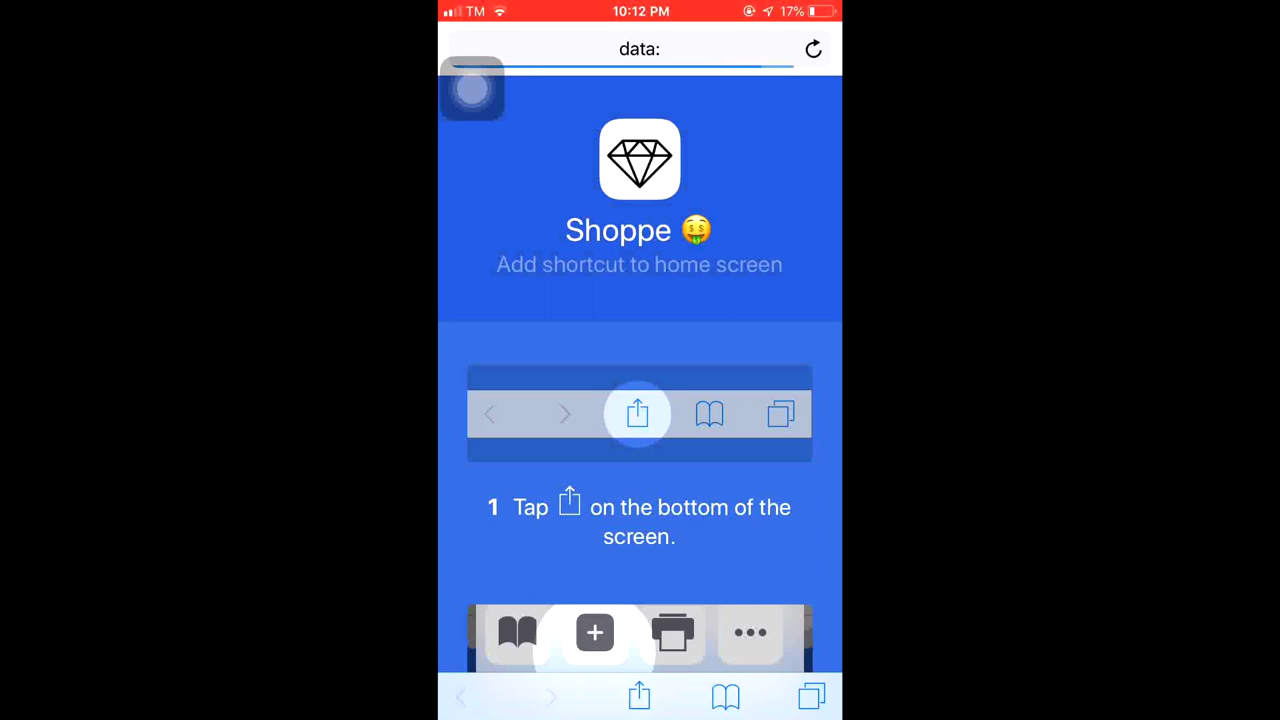 TM 10:12 PM 17%
data:
Shoppe 🤑
Add shortcut to home screen
1 Tap on the bottom of the
screen.